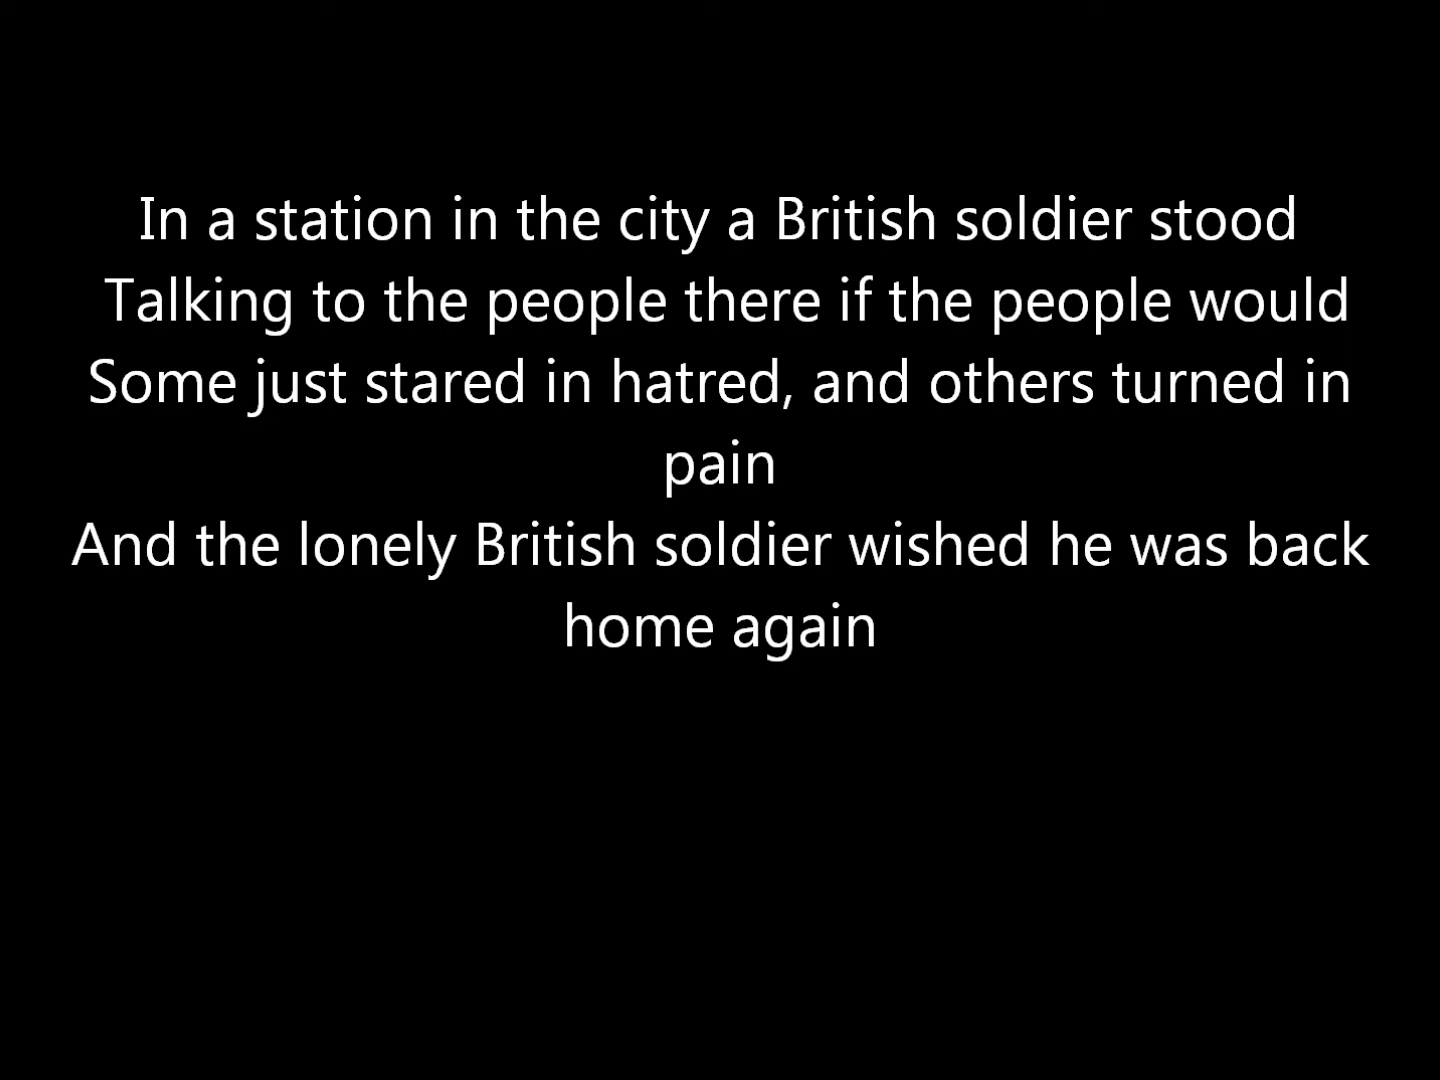 In a station in the city a British soldier stood
Talking to the people there if the people would
Some just stared in hatred, and others turned in
pain
And the lonely British soldier wished he was back
home again